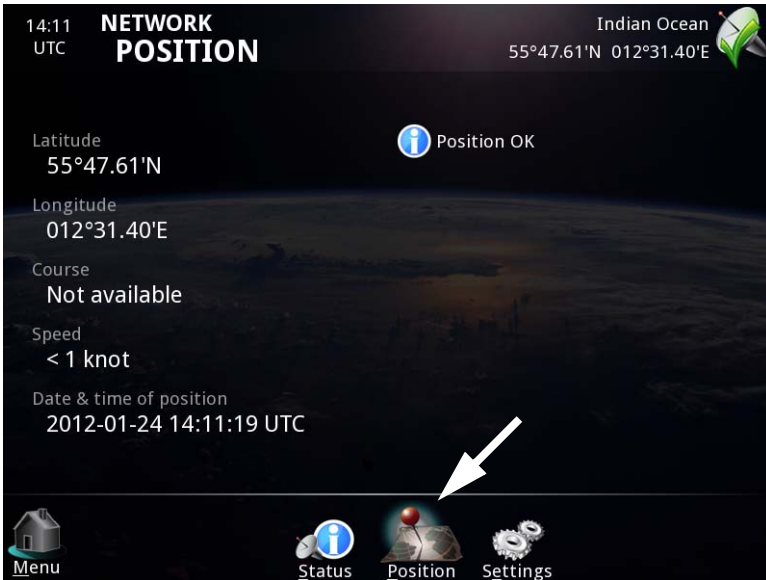 14:11
UTC
NETWORK
POSITION
Indian Ocean
55°47.61'N 012°31.40'E
Latitude
55°47.61'N
Position OK
Longitude
012°31.40'E
Course
Not available
Speed
< 1 knot
Date & time of position
2012-01-24 14:11:19 UTC
Menu
Status
Position
Settings